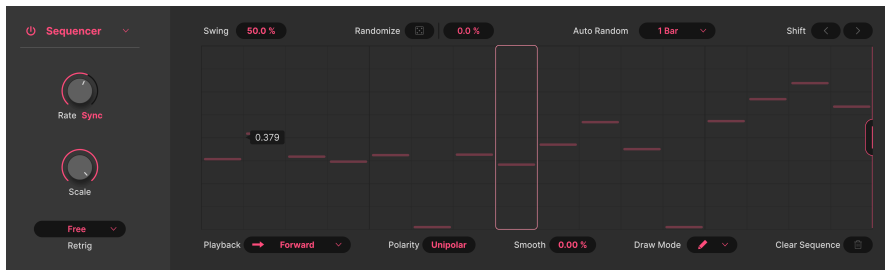 Sequencer
Swing 50.0 % Randomize 0.0 % Auto Random 1 Bar Shift
Rate Sync
0.379
Scale
Free
Retrig
Playback Forward Polarity Unipolar Smooth 0.00 % Draw Mode Clear Sequence